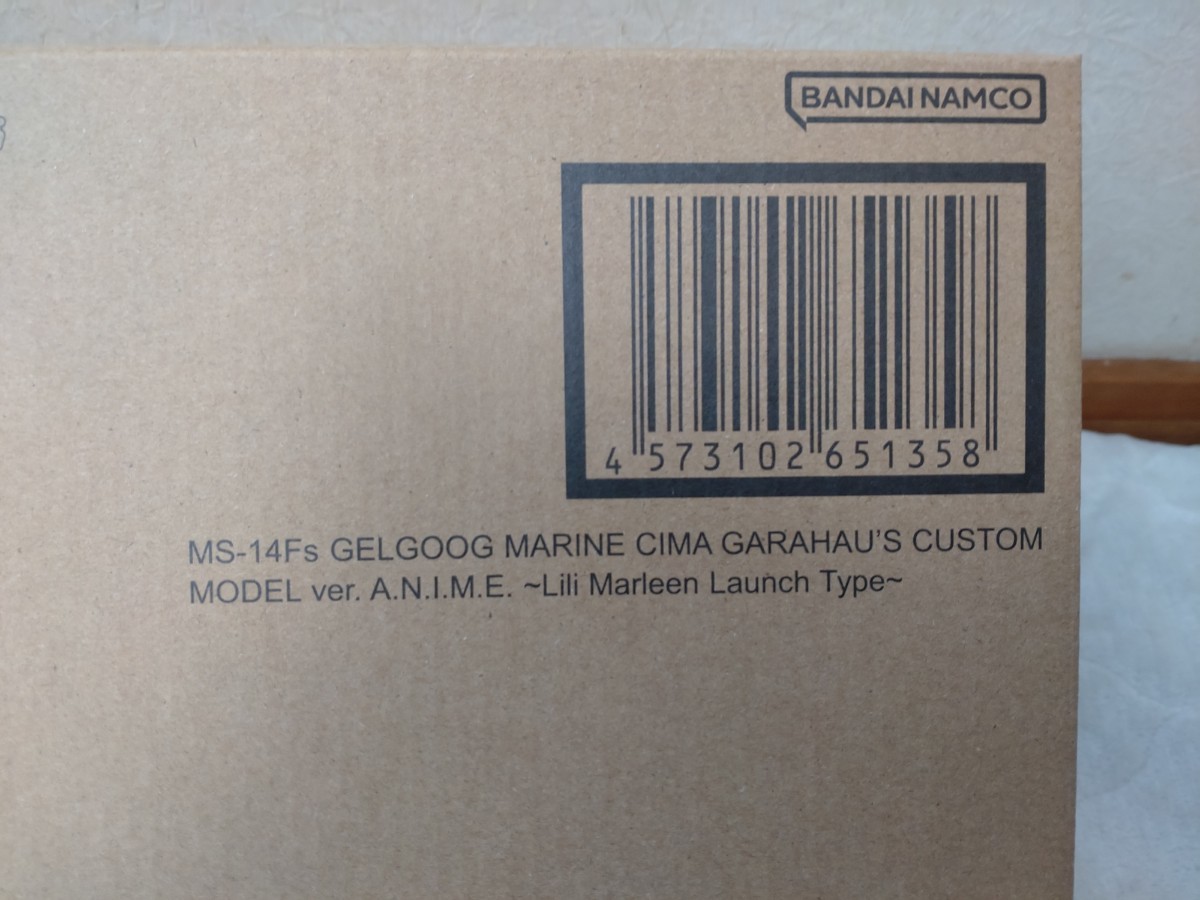 BANDAI NAMCO
4 573102 651358
MS-14Fs GELGOOG MARINE CIMA GARAHAU'S CUSTOM
MODEL ver. A.N.I.M.E. ~Lili Marleen Launch Type~